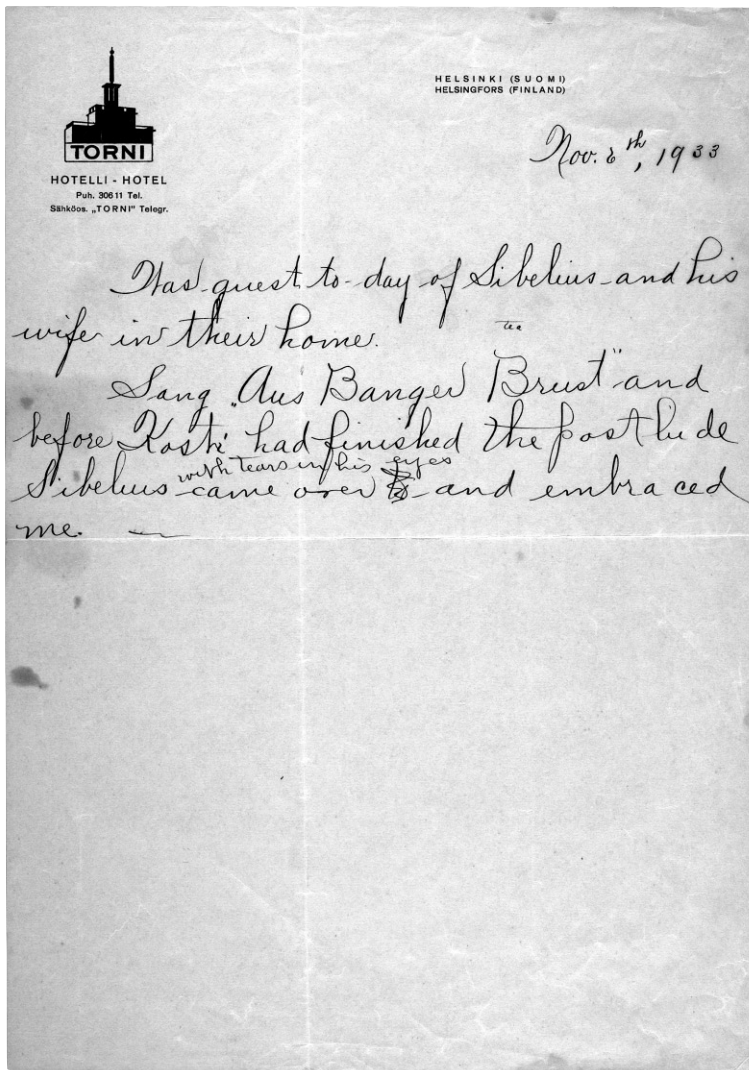 TORNI
HOTELLI - HOTEL
Puh. 306 11 Tel.
Sähköos. „TORNI" Telegr.
HELSINKI (SUOMI)
HELSINGFORS (FINLAND)
Nov. 8th, 1933
Was guest to-day of Sibelius and his
wife in their home.
Sang „Aus Banger Brust" and
before Kosti had finished the postlude
with tears in his eyes
Sibelius came over and embraced
me.